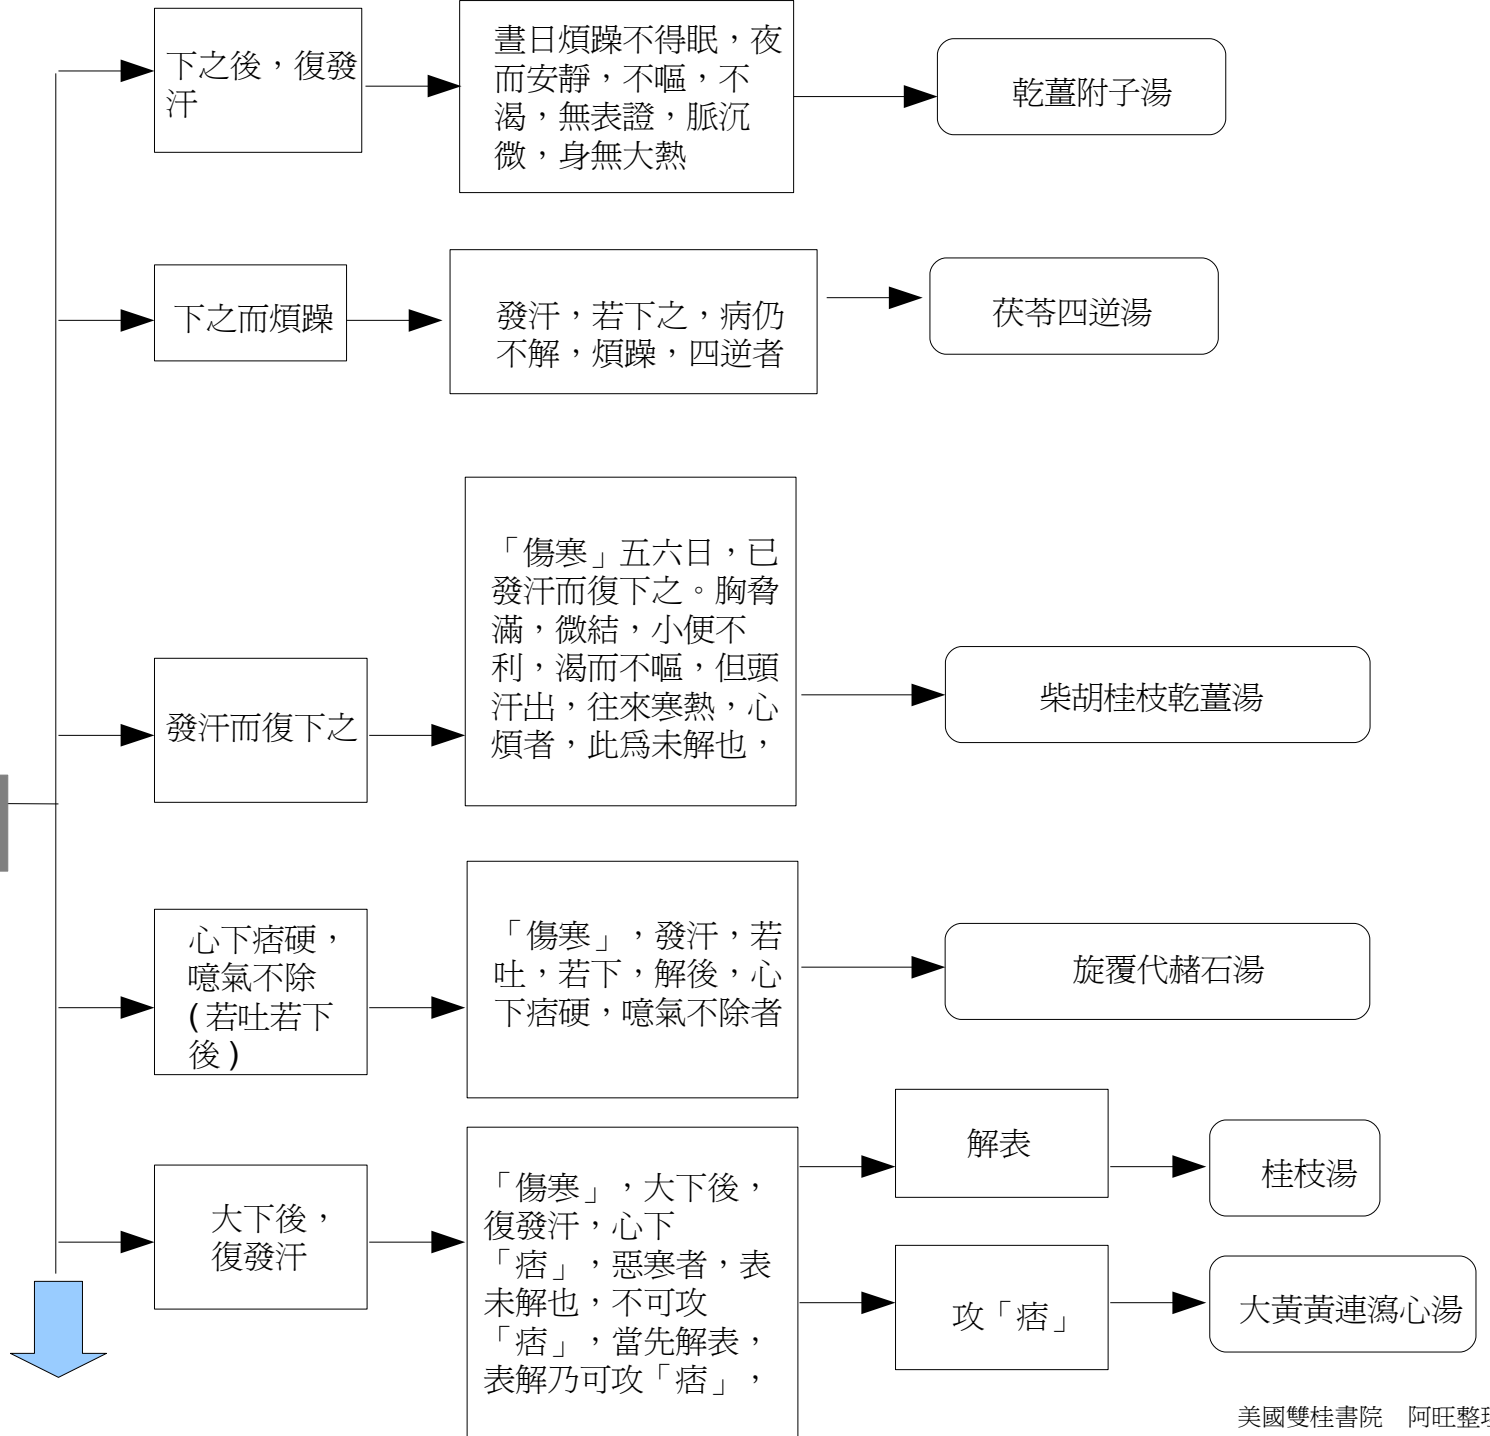 下之後，復發
汗
晝日煩躁不得眠，夜
而安靜，不嘔，不
渴，無表證，脈沉
微，身無大熱
乾薑附子湯
下之而煩躁
發汗，若下之，病仍
不解，煩躁，四逆者
茯苓四逆湯
發汗而復下之
「傷寒」五六日，已
發汗而復下之。胸脅
滿，微結，小便不
利，渴而不嘔，但頭
汗出，往來寒熱，心
煩者，此為未解也，
柴胡桂枝乾薑湯
心下痞硬，
噫氣不除
(若吐若下
後)
「傷寒」，發汗，若
吐，若下，解後，心
下痞硬，噫氣不除者
旋覆代赭石湯
大下後，
復發汗
「傷寒」，大下後，
復發汗，心下
「痞」，惡寒者，表
未解也，不可攻
「痞」，當先解表，
表解乃可攻「痞」，
解表
桂枝湯
攻「痞」
大黃黃連瀉心湯
美國雙桂書院　阿旺整